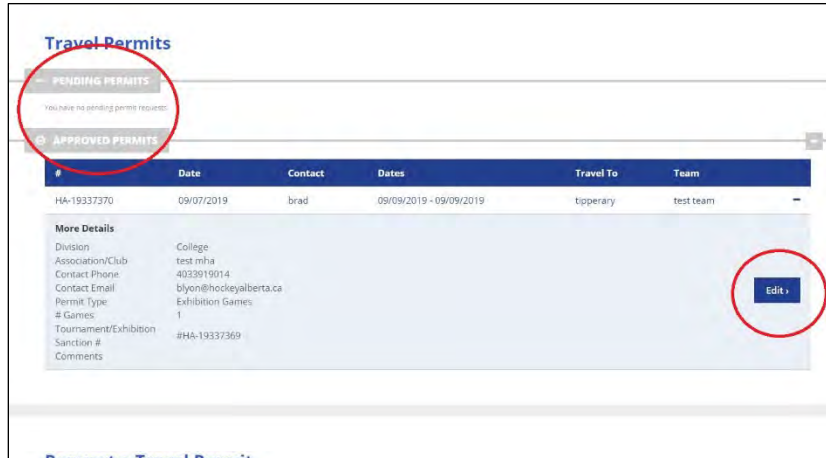 Travel Permits
PENDING PERMITS
You have no pending permit requests
APPROVED PERMITS
# Date Contact Dates Travel To Team
HA-19337370 09/07/2019 brad 09/09/2019 - 09/09/2019 tipperary test team
More Details
Division College
Association/Club test mha
Contact Phone 4033919014
Contact Email blyon@hockeyalberta.ca
Permit Type Exhibition Games
# Games 1
Tournament/Exhibition
Sanction # #HA-19337369
Comments
Edit ›